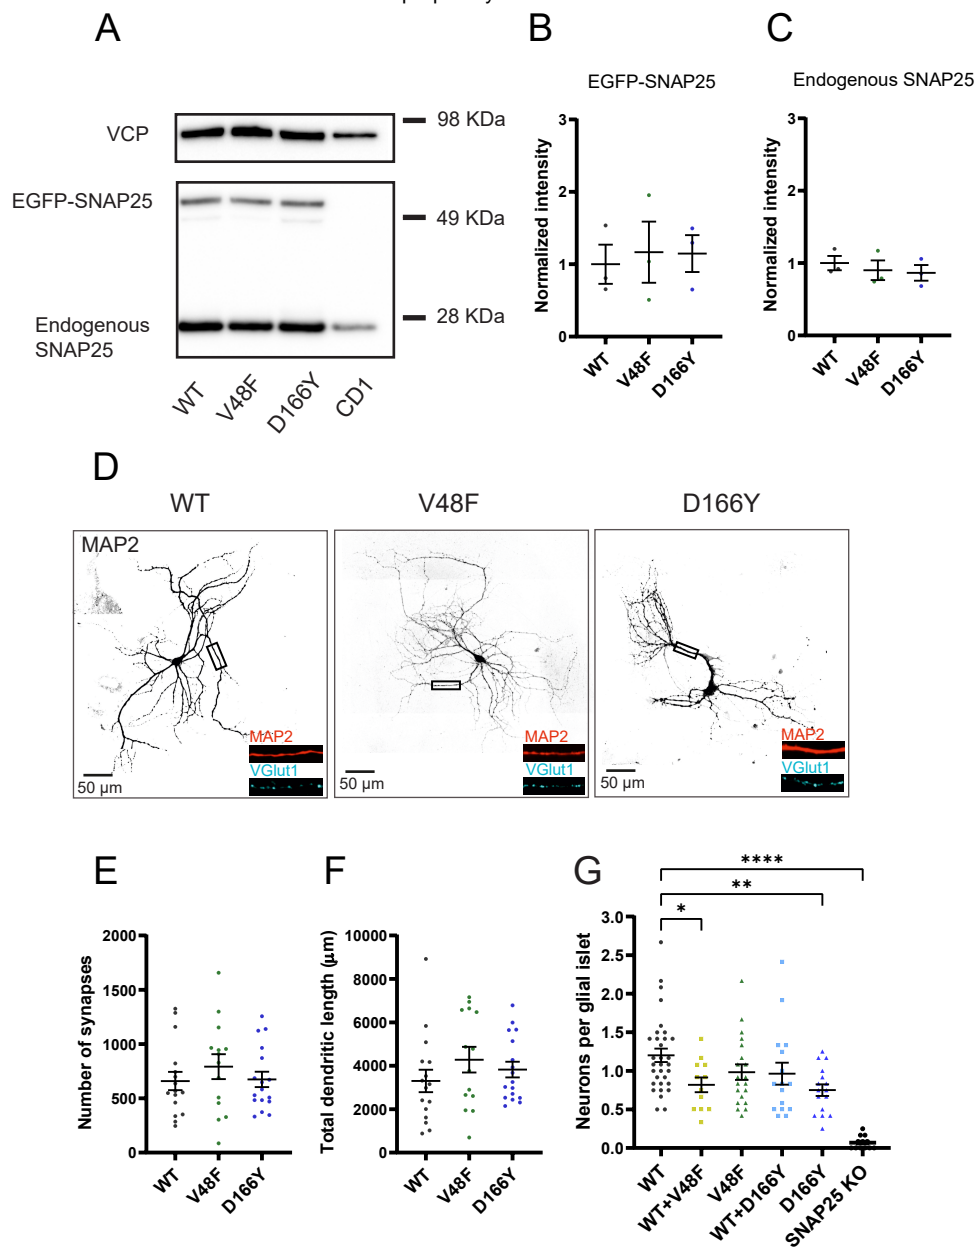 A
B
C
EGFP-SNAP25
Endogenous SNAP25
VCP
98 KDa
EGFP-SNAP25
49 KDa
28 KDa
Endogenous
SNAP25
WT
V48F
D166Y
CD1
Normalized intensity
3
2
1
0
WT
V48F
D166Y
Normalized intensity
3
2
1
0
WT
V48F
D166Y
D
WT
V48F
D166Y
MAP2
MAP2
VGlut1
50 µm
MAP2
VGlut1
50 µm
MAP2
VGlut1
50 µm
E
F
G
Number of synapses
2000
1500
1000
500
0
WT
V48F
D166Y
Total dendritic length (µm)
10000
8000
6000
4000
2000
0
WT
V48F
D166Y
****
**
*
Neurons per glial islet
3.0
2.5
2.0
1.5
1.0
0.5
0.0
WT
WT+V48F
V48F
WT+D166Y
D166Y
SNAP25 KO